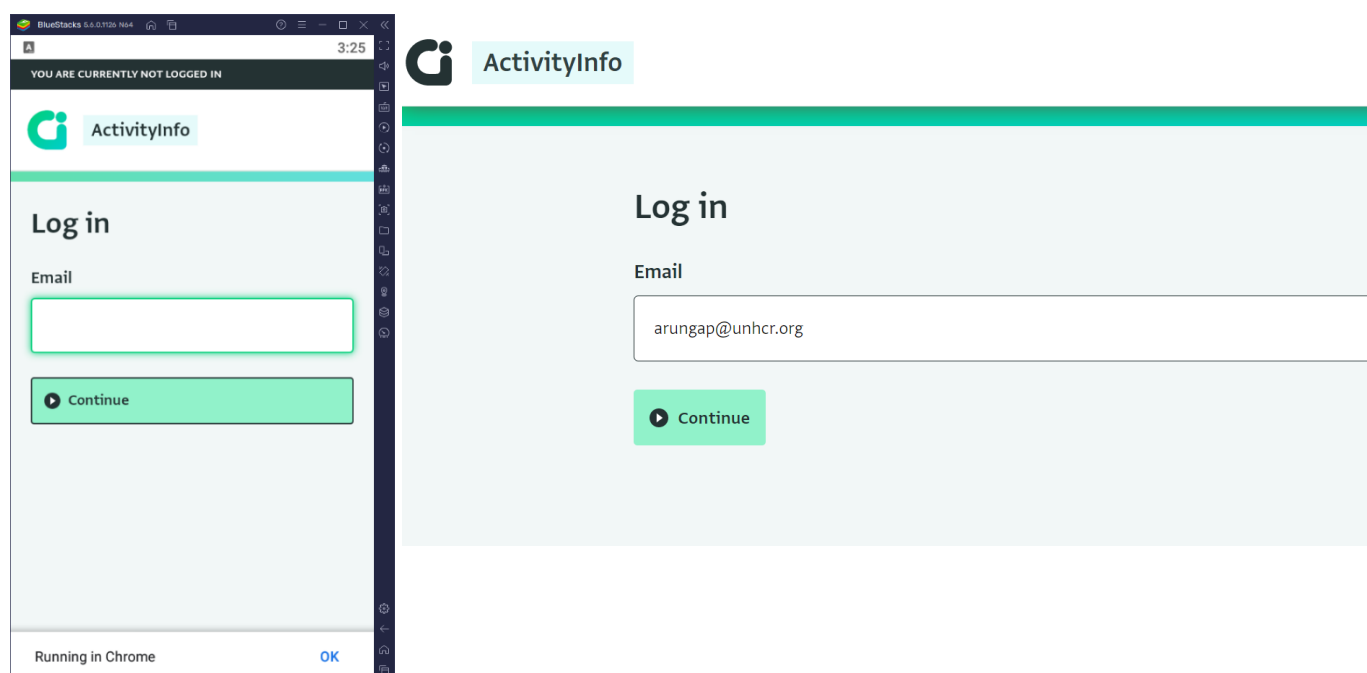 BlueStacks 5.6.0.1126 N64
A
3:25
YOU ARE CURRENTLY NOT LOGGED IN
ActivityInfo
Log in
Email
Continue
Running in Chrome
OK
ActivityInfo
Log in
Email
arungap@unhcr.org
Continue